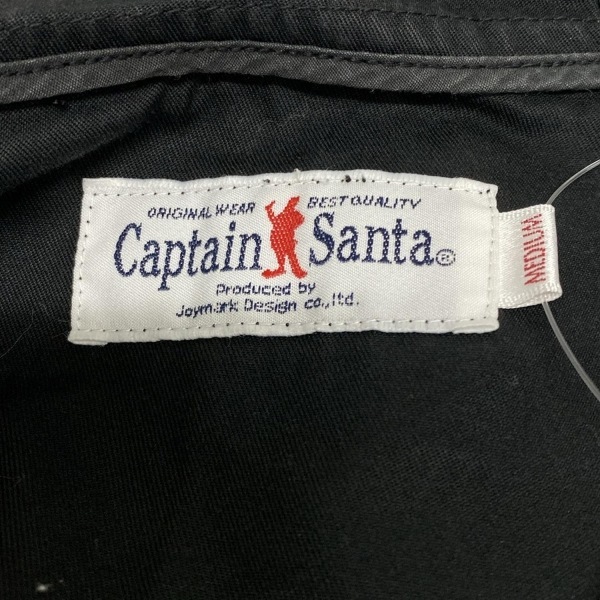 ORIGINAL WEAR BEST QUALITY
Captain Santa®
Produced by
Joymark Design co.,ltd.
MEDIUM